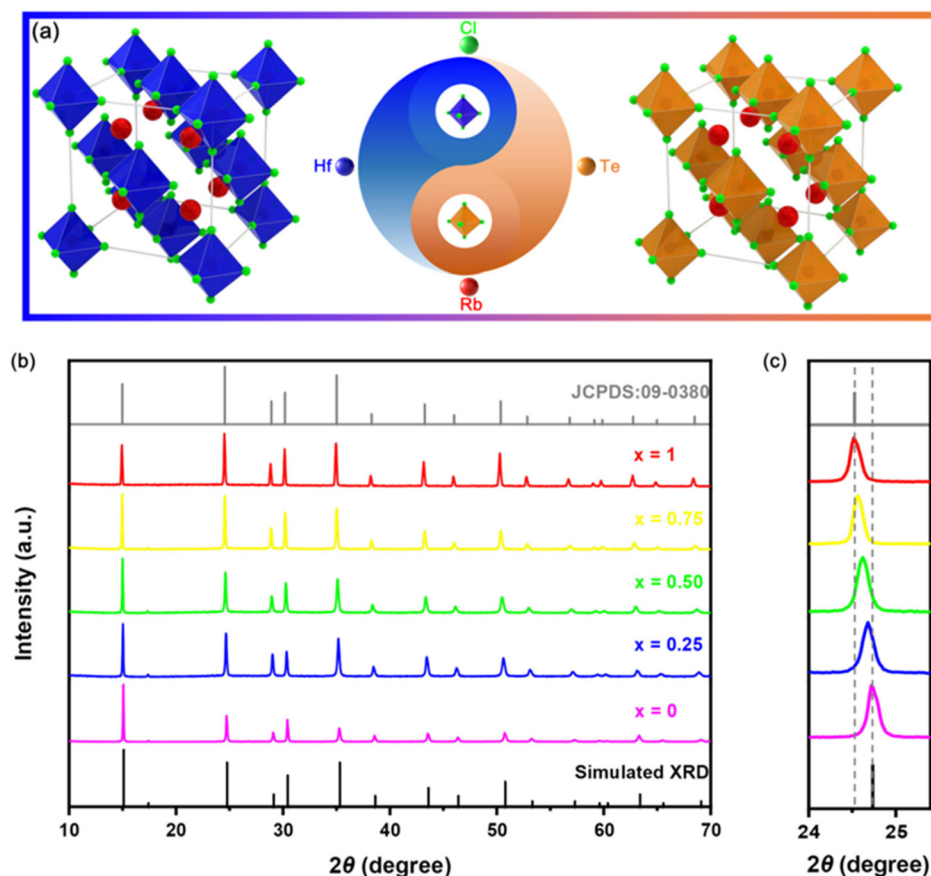 (a)
Cl
Hf
Te
Rb
(b)
JCPDS:09-0380
x = 1
x = 0.75
x = 0.50
x = 0.25
x = 0
Simulated XRD
Intensity (a.u.)
10 20 30 40 50 60 70
2θ (degree)
(c)
24 25
2θ (degree)